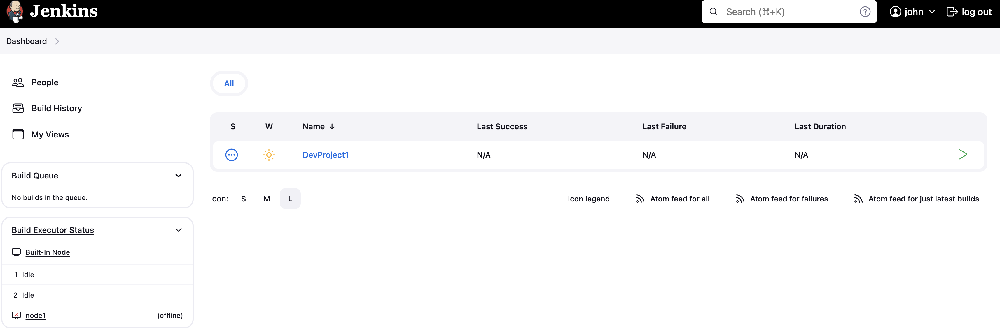 Jenkins
Search (⌘+K)
john
log out
Dashboard
People
Build History
My Views
All
S W Name ↓ Last Success Last Failure Last Duration
DevProject1 N/A N/A N/A
Icon: S M L
Icon legend
Atom feed for all
Atom feed for failures
Atom feed for just latest builds
Build Queue
No builds in the queue.
Build Executor Status
Built-In Node
1 Idle
2 Idle
node1 (offline)